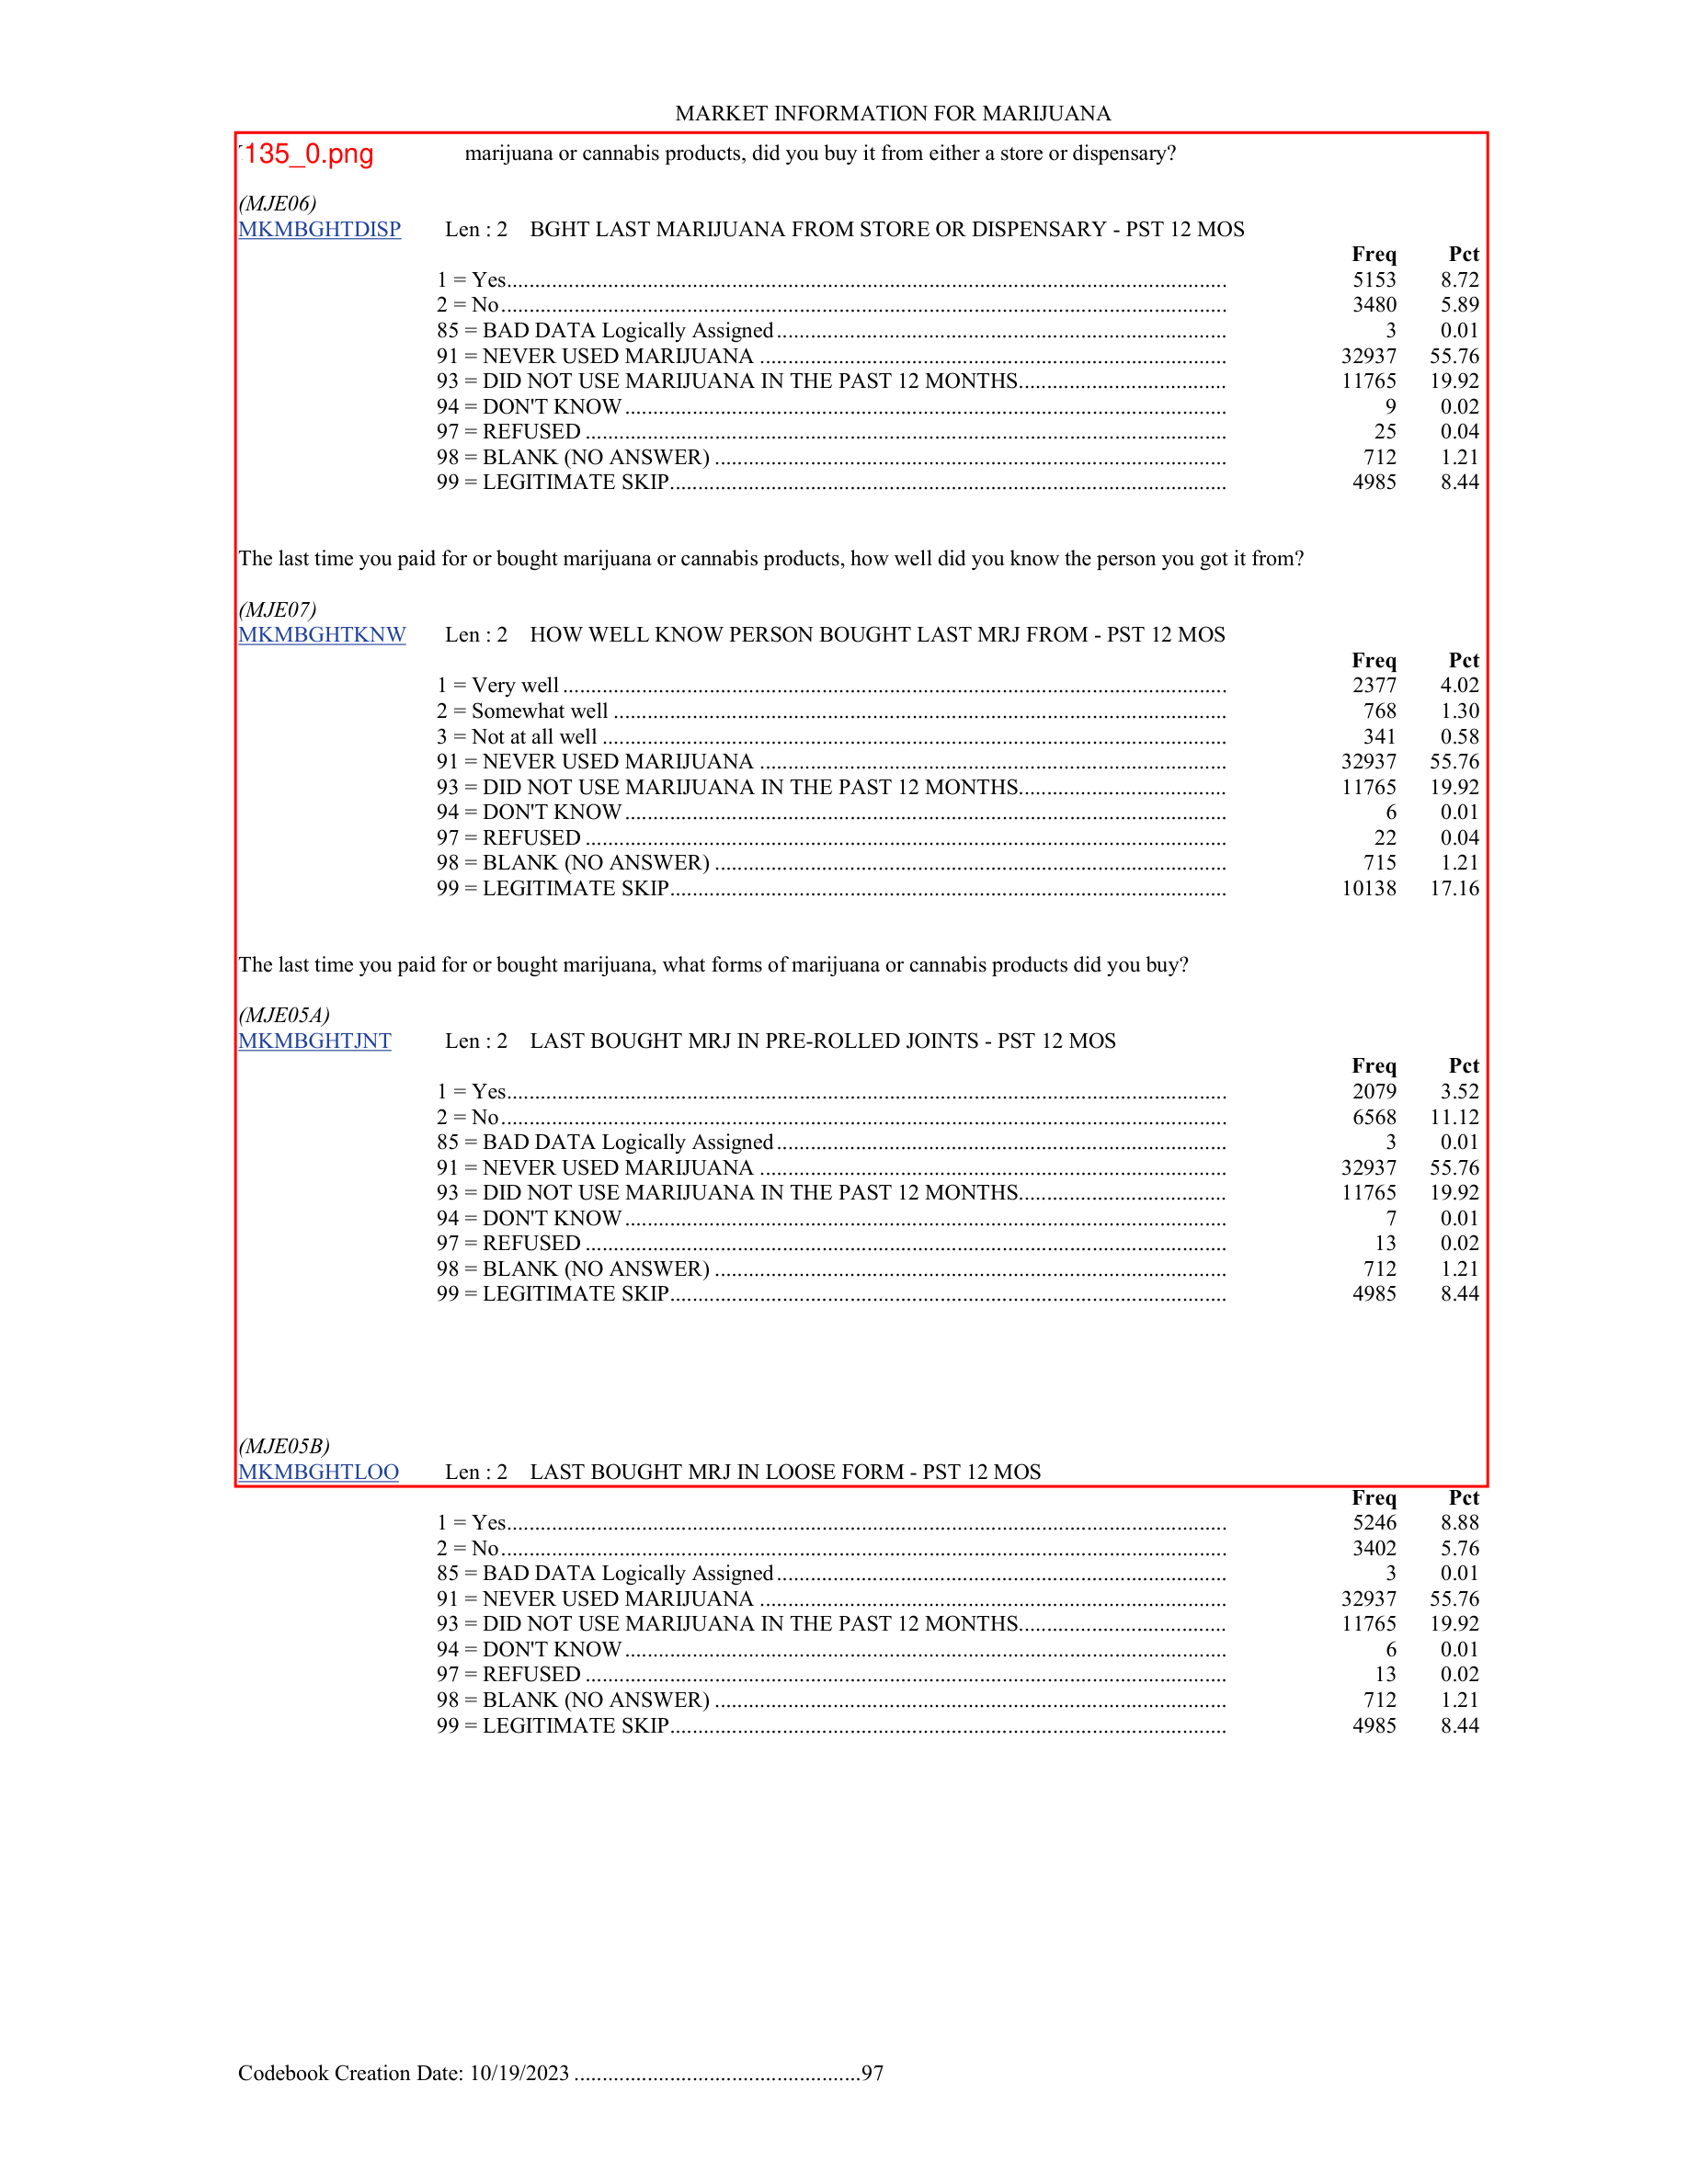 MARKET INFORMATION FOR MARIJUANA
135_0.png marijuana or cannabis products, did you buy it from either a store or dispensary?
(MJE06)
MKMBGHTDISP Len : 2 BGHT LAST MARIJUANA FROM STORE OR DISPENSARY - PST 12 MOS
Freq Pct
1 = Yes 5153 8.72
2 = No 3480 5.89
85 = BAD DATA Logically Assigned 3 0.01
91 = NEVER USED MARIJUANA 32937 55.76
93 = DID NOT USE MARIJUANA IN THE PAST 12 MONTHS 11765 19.92
94 = DON'T KNOW 9 0.02
97 = REFUSED 25 0.04
98 = BLANK (NO ANSWER) 712 1.21
99 = LEGITIMATE SKIP 4985 8.44
The last time you paid for or bought marijuana or cannabis products, how well did you know the person you got it from?
(MJE07)
MKMBGHTKNW Len : 2 HOW WELL KNOW PERSON BOUGHT LAST MRJ FROM - PST 12 MOS
Freq Pct
1 = Very well 2377 4.02
2 = Somewhat well 768 1.30
3 = Not at all well 341 0.58
91 = NEVER USED MARIJUANA 32937 55.76
93 = DID NOT USE MARIJUANA IN THE PAST 12 MONTHS 11765 19.92
94 = DON'T KNOW 6 0.01
97 = REFUSED 22 0.04
98 = BLANK (NO ANSWER) 715 1.21
99 = LEGITIMATE SKIP 10138 17.16
The last time you paid for or bought marijuana, what forms of marijuana or cannabis products did you buy?
(MJE05A)
MKMBGHTJNT Len : 2 LAST BOUGHT MRJ IN PRE-ROLLED JOINTS - PST 12 MOS
Freq Pct
1 = Yes 2079 3.52
2 = No 6568 11.12
85 = BAD DATA Logically Assigned 3 0.01
91 = NEVER USED MARIJUANA 32937 55.76
93 = DID NOT USE MARIJUANA IN THE PAST 12 MONTHS 11765 19.92
94 = DON'T KNOW 7 0.01
97 = REFUSED 13 0.02
98 = BLANK (NO ANSWER) 712 1.21
99 = LEGITIMATE SKIP 4985 8.44
(MJE05B)
MKMBGHTLOO Len : 2 LAST BOUGHT MRJ IN LOOSE FORM - PST 12 MOS
Freq Pct
1 = Yes 5246 8.88
2 = No 3402 5.76
85 = BAD DATA Logically Assigned 3 0.01
91 = NEVER USED MARIJUANA 32937 55.76
93 = DID NOT USE MARIJUANA IN THE PAST 12 MONTHS 11765 19.92
94 = DON'T KNOW 6 0.01
97 = REFUSED 13 0.02
98 = BLANK (NO ANSWER) 712 1.21
99 = LEGITIMATE SKIP 4985 8.44
Codebook Creation Date: 10/19/2023 97